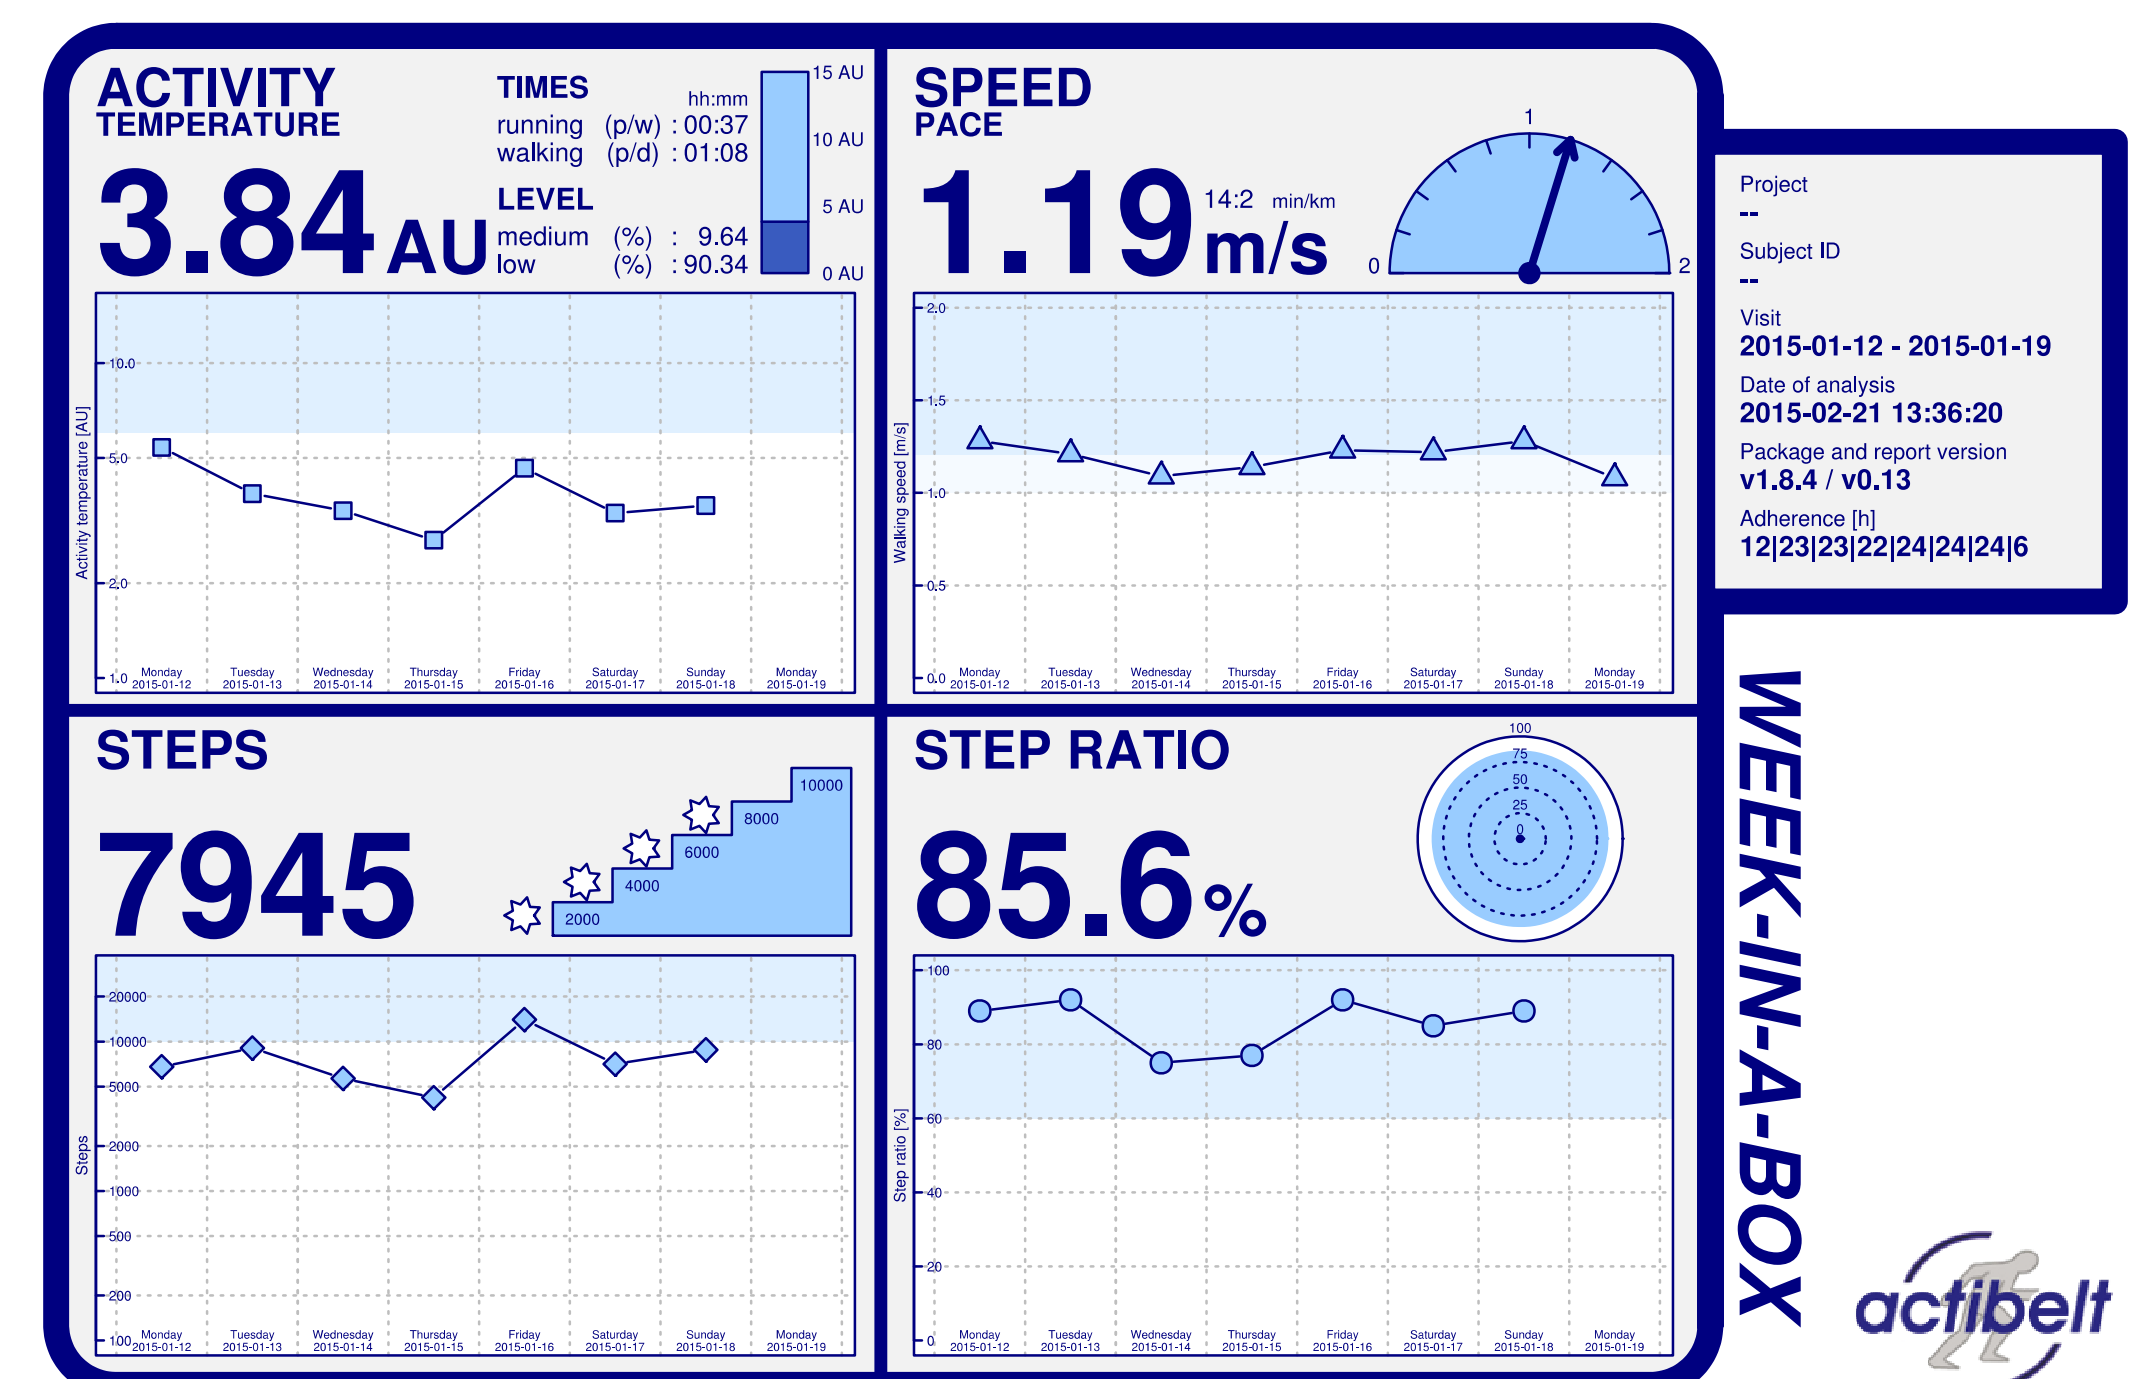 ACTIVITY
TEMPERATURE
3.84 AU
TIMES
hh:mm
running (p/w) : 00:37
walking (p/d) : 01:08
LEVEL
medium (%) : 9.64
low (%) : 90.34
15 AU
10 AU
5 AU
0 AU
Activity temperature [AU]
10.0
5.0
2.0
1.0
Monday Tuesday Wednesday Thursday Friday Saturday Sunday Monday
2015-01-12 2015-01-13 2015-01-14 2015-01-15 2015-01-16 2015-01-17 2015-01-18 2015-01-19
SPEED
PACE
1.19 m/s
14:2 min/km
0
1
2
Walking speed [m/s]
2.0
1.5
1.0
0.5
0.0
Monday Tuesday Wednesday Thursday Friday Saturday Sunday Monday
2015-01-12 2015-01-13 2015-01-14 2015-01-15 2015-01-16 2015-01-17 2015-01-18 2015-01-19
STEPS
7945
2000
4000
6000
8000
10000
Steps
20000
10000
5000
2000
1000
500
200
100
Monday Tuesday Wednesday Thursday Friday Saturday Sunday Monday
2015-01-12 2015-01-13 2015-01-14 2015-01-15 2015-01-16 2015-01-17 2015-01-18 2015-01-19
STEP RATIO
85.6 %
100
75
50
25
0
Step ratio [%]
100
80
60
40
20
0
Monday Tuesday Wednesday Thursday Friday Saturday Sunday Monday
2015-01-12 2015-01-13 2015-01-14 2015-01-15 2015-01-16 2015-01-17 2015-01-18 2015-01-19
Project
--
Subject ID
--
Visit
2015-01-12 - 2015-01-19
Date of analysis
2015-02-21 13:36:20
Package and report version
v1.8.4 / v0.13
Adherence [h]
12|23|23|22|24|24|24|6
WEEK-IN-A-BOX
actibelt